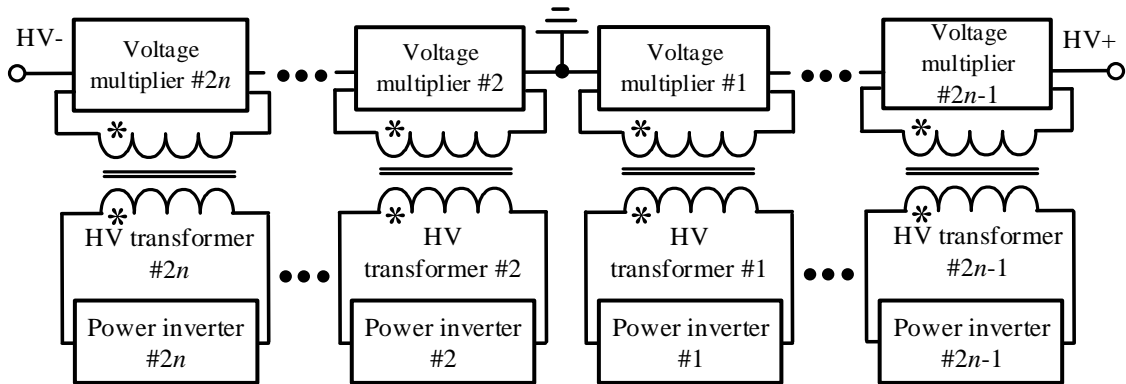 HV-
Voltage
multiplier #2n
Voltage
multiplier #2
Voltage
multiplier #1
Voltage
multiplier
#2n-1
HV+
*
*
*
*
*
*
*
*
HV transformer
#2n
HV
transformer #2
HV
transformer #1
HV transformer
#2n-1
Power inverter
#2n
Power inverter
#2
Power inverter
#1
Power inverter
#2n-1